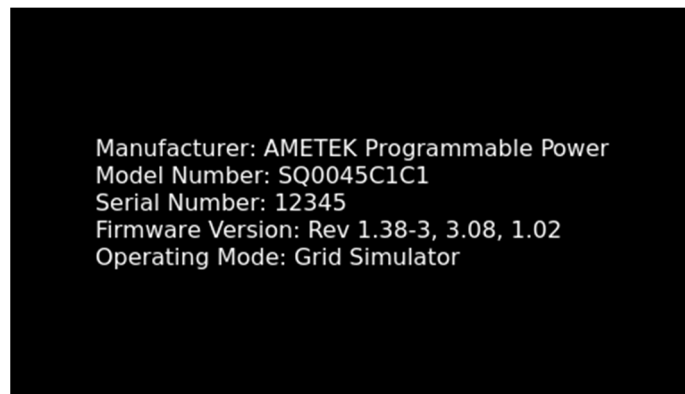 Manufacturer: AMETEK Programmable Power
Model Number: SQ0045C1C1
Serial Number: 12345
Firmware Version: Rev 1.38-3, 3.08, 1.02
Operating Mode: Grid Simulator